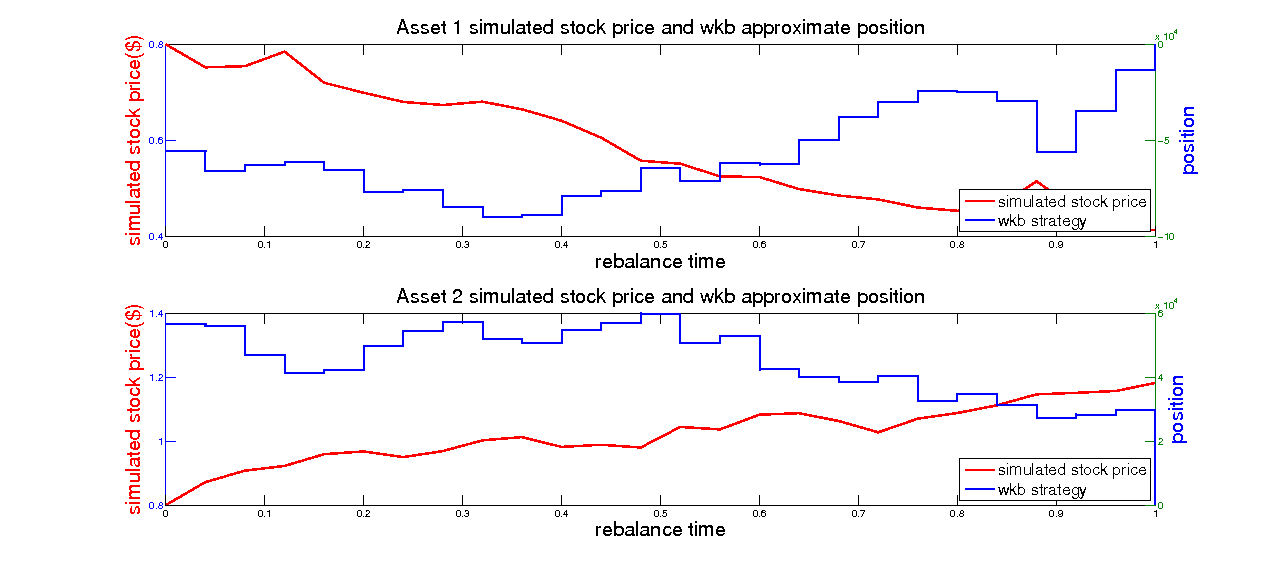 Asset 1 simulated stock price and wkb approximate position
x 10^4
simulated stock price($)
0.8
0.6
0.4
0
-5
-10
position
simulated stock price
wkb strategy
0 0.1 0.2 0.3 0.4 0.5 0.6 0.7 0.8 0.9 1
rebalance time
Asset 2 simulated stock price and wkb approximate position
x 10^4
simulated stock price($)
1.4
1.2
1
0.8
6
4
2
0
position
simulated stock price
wkb strategy
0 0.1 0.2 0.3 0.4 0.5 0.6 0.7 0.8 0.9 1
rebalance time